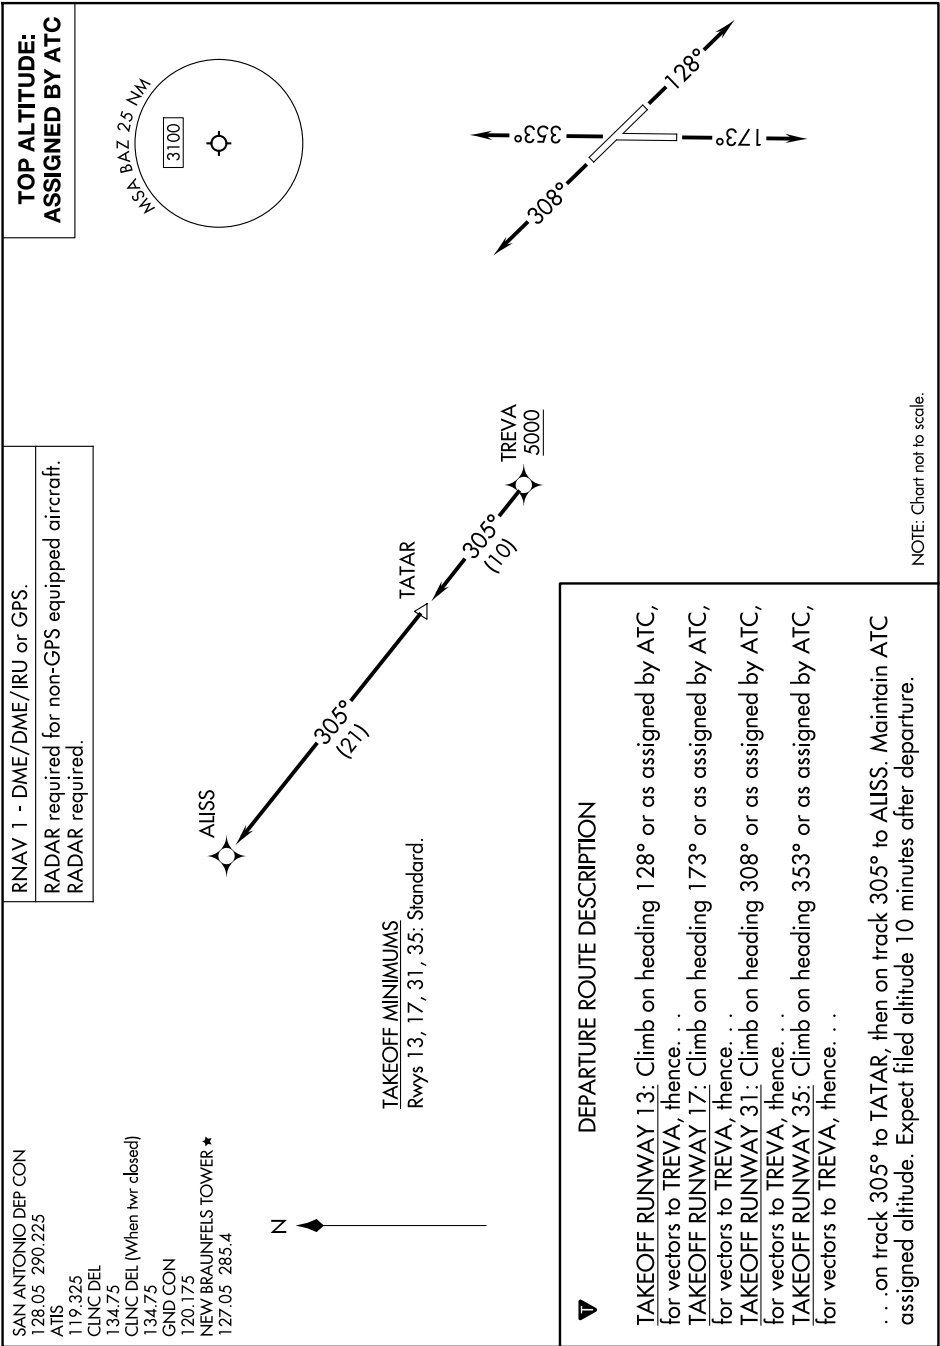 SAN ANTONIO DEP CON
128.05 290.225
ATIS
119.325
CLNC DEL
134.75
CLNC DEL (When twr closed)
134.75
GND CON
120.175
NEW BRAUNFELS TOWER ★
127.05 285.4
RNAV 1 - DME/DME/IRU or GPS.
RADAR required for non-GPS equipped aircraft.
RADAR required.
TOP ALTITUDE:
ASSIGNED BY ATC
MSA BAZ 25 NM
3100
N
ALISS
305°
(21)
TATAR
305°
(10)
TREVA
5000
353°
128°
308°
173°
TAKEOFF MINIMUMS
Rwys 13, 17, 31, 35: Standard.
NOTE: Chart not to scale.
T
DEPARTURE ROUTE DESCRIPTION
TAKEOFF RUNWAY 13: Climb on heading 128° or as assigned by ATC,
for vectors to TREVA, thence. . .
TAKEOFF RUNWAY 17: Climb on heading 173° or as assigned by ATC,
for vectors to TREVA, thence. . .
TAKEOFF RUNWAY 31: Climb on heading 308° or as assigned by ATC,
for vectors to TREVA, thence. . .
TAKEOFF RUNWAY 35: Climb on heading 353° or as assigned by ATC,
for vectors to TREVA, thence. . .
. . .on track 305° to TATAR, then on track 305° to ALISS. Maintain ATC
assigned altitude. Expect filed altitude 10 minutes after departure.